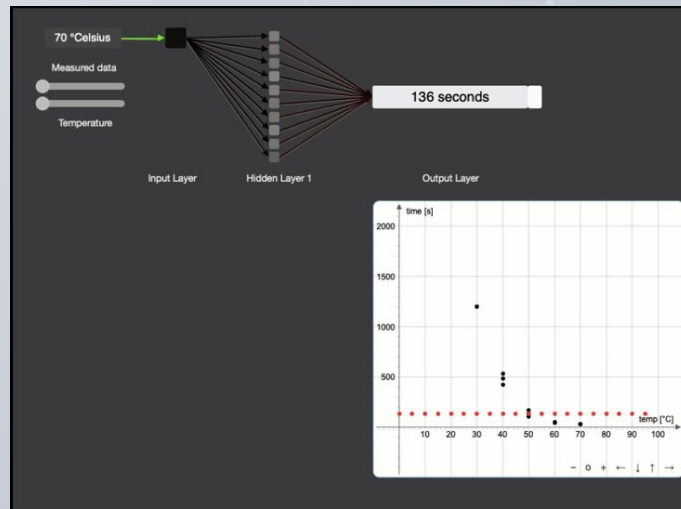 70 °Celsius
Measured data
Temperature
136 seconds
Input Layer
Hidden Layer 1
Output Layer
time [s]
2000
1500
1000
500
temp [°C]
10 20 30 40 50 60 70 80 90 100
− o + ← ↓ ↑ →